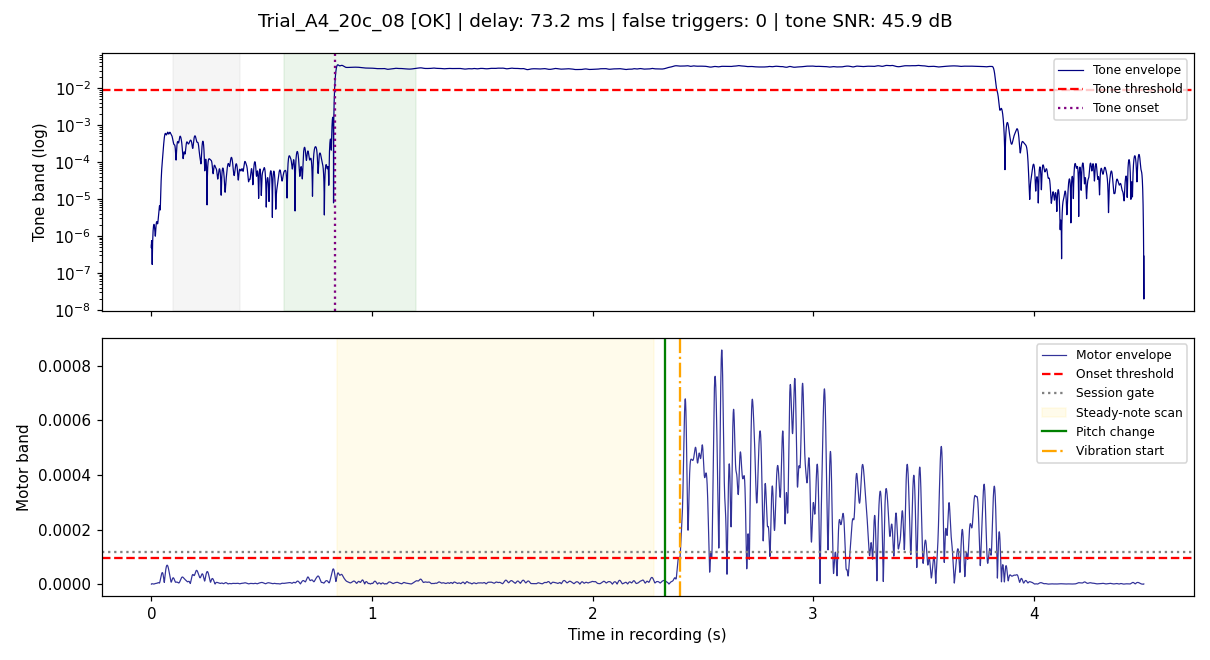 Trial_A4_20c_08 [OK] | delay: 73.2 ms | false triggers: 0 | tone SNR: 45.9 dB
Tone band (log)
10⁻²
10⁻³
10⁻⁴
10⁻⁵
10⁻⁶
10⁻⁷
10⁻⁸
Tone envelope
Tone threshold
Tone onset
Motor band
0.0008
0.0006
0.0004
0.0002
0.0000
Motor envelope
Onset threshold
Session gate
Steady-note scan
Pitch change
Vibration start
0 1 2 3 4
Time in recording (s)